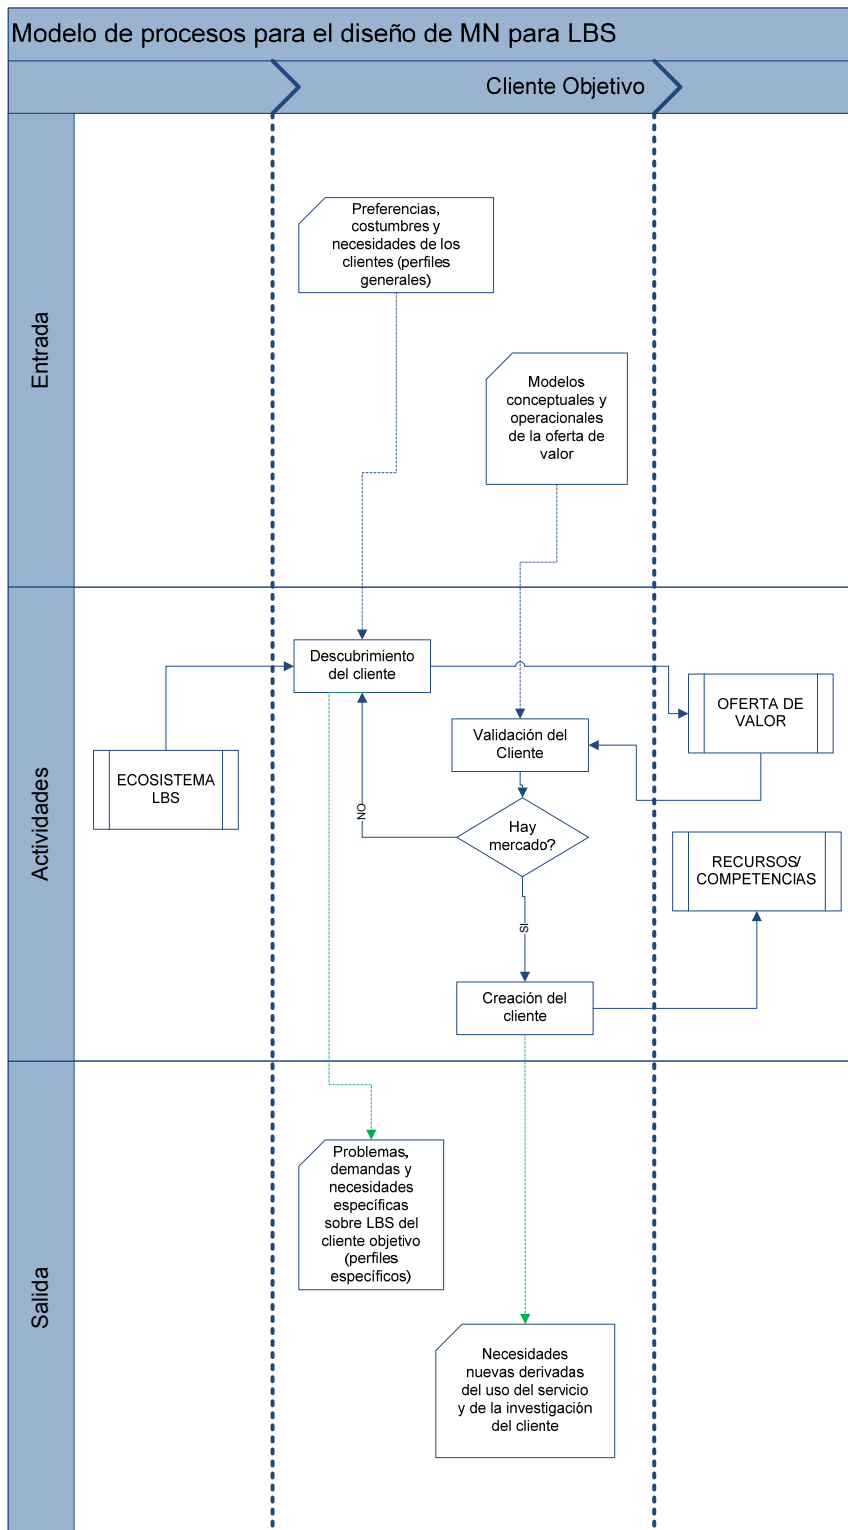 Modelo de procesos para el diseño de MN para LBS
Cliente Objetivo
Entrada
Preferencias,
costumbres y
necesidades de los
clientes (perfiles
generales)
Modelos
conceptuales y
operacionales
de la oferta de
valor
Actividades
Descubrimiento
del cliente
OFERTA DE
VALOR
Validación del
Cliente
ECOSISTEMA
LBS
NO
Hay
mercado?
RECURSOS/
COMPETENCIAS
SI
Creación del
cliente
Salida
Problemas,
demandas y
necesidades
específicas
sobre LBS del
cliente objetivo
(perfiles
específicos)
Necesidades
nuevas derivadas
del uso del servicio
y de la investigación
del cliente